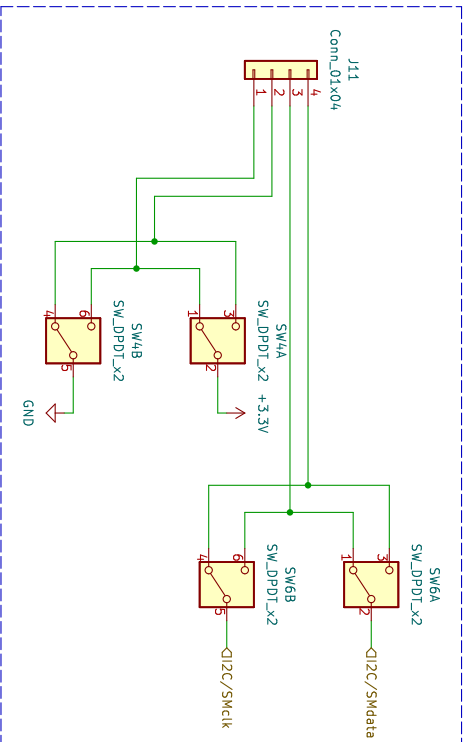 J11
Conn_01x04
1
2
3
4
SW4A
SW_DPDT_x2
3
1
2
+3.3V
SW4B
SW_DPDT_x2
6
4
5
GND
SW6A
SW_DPDT_x2
3
1
2
I2C/SMdata
SW6B
SW_DPDT_x2
6
4
5
I2C/SMclk